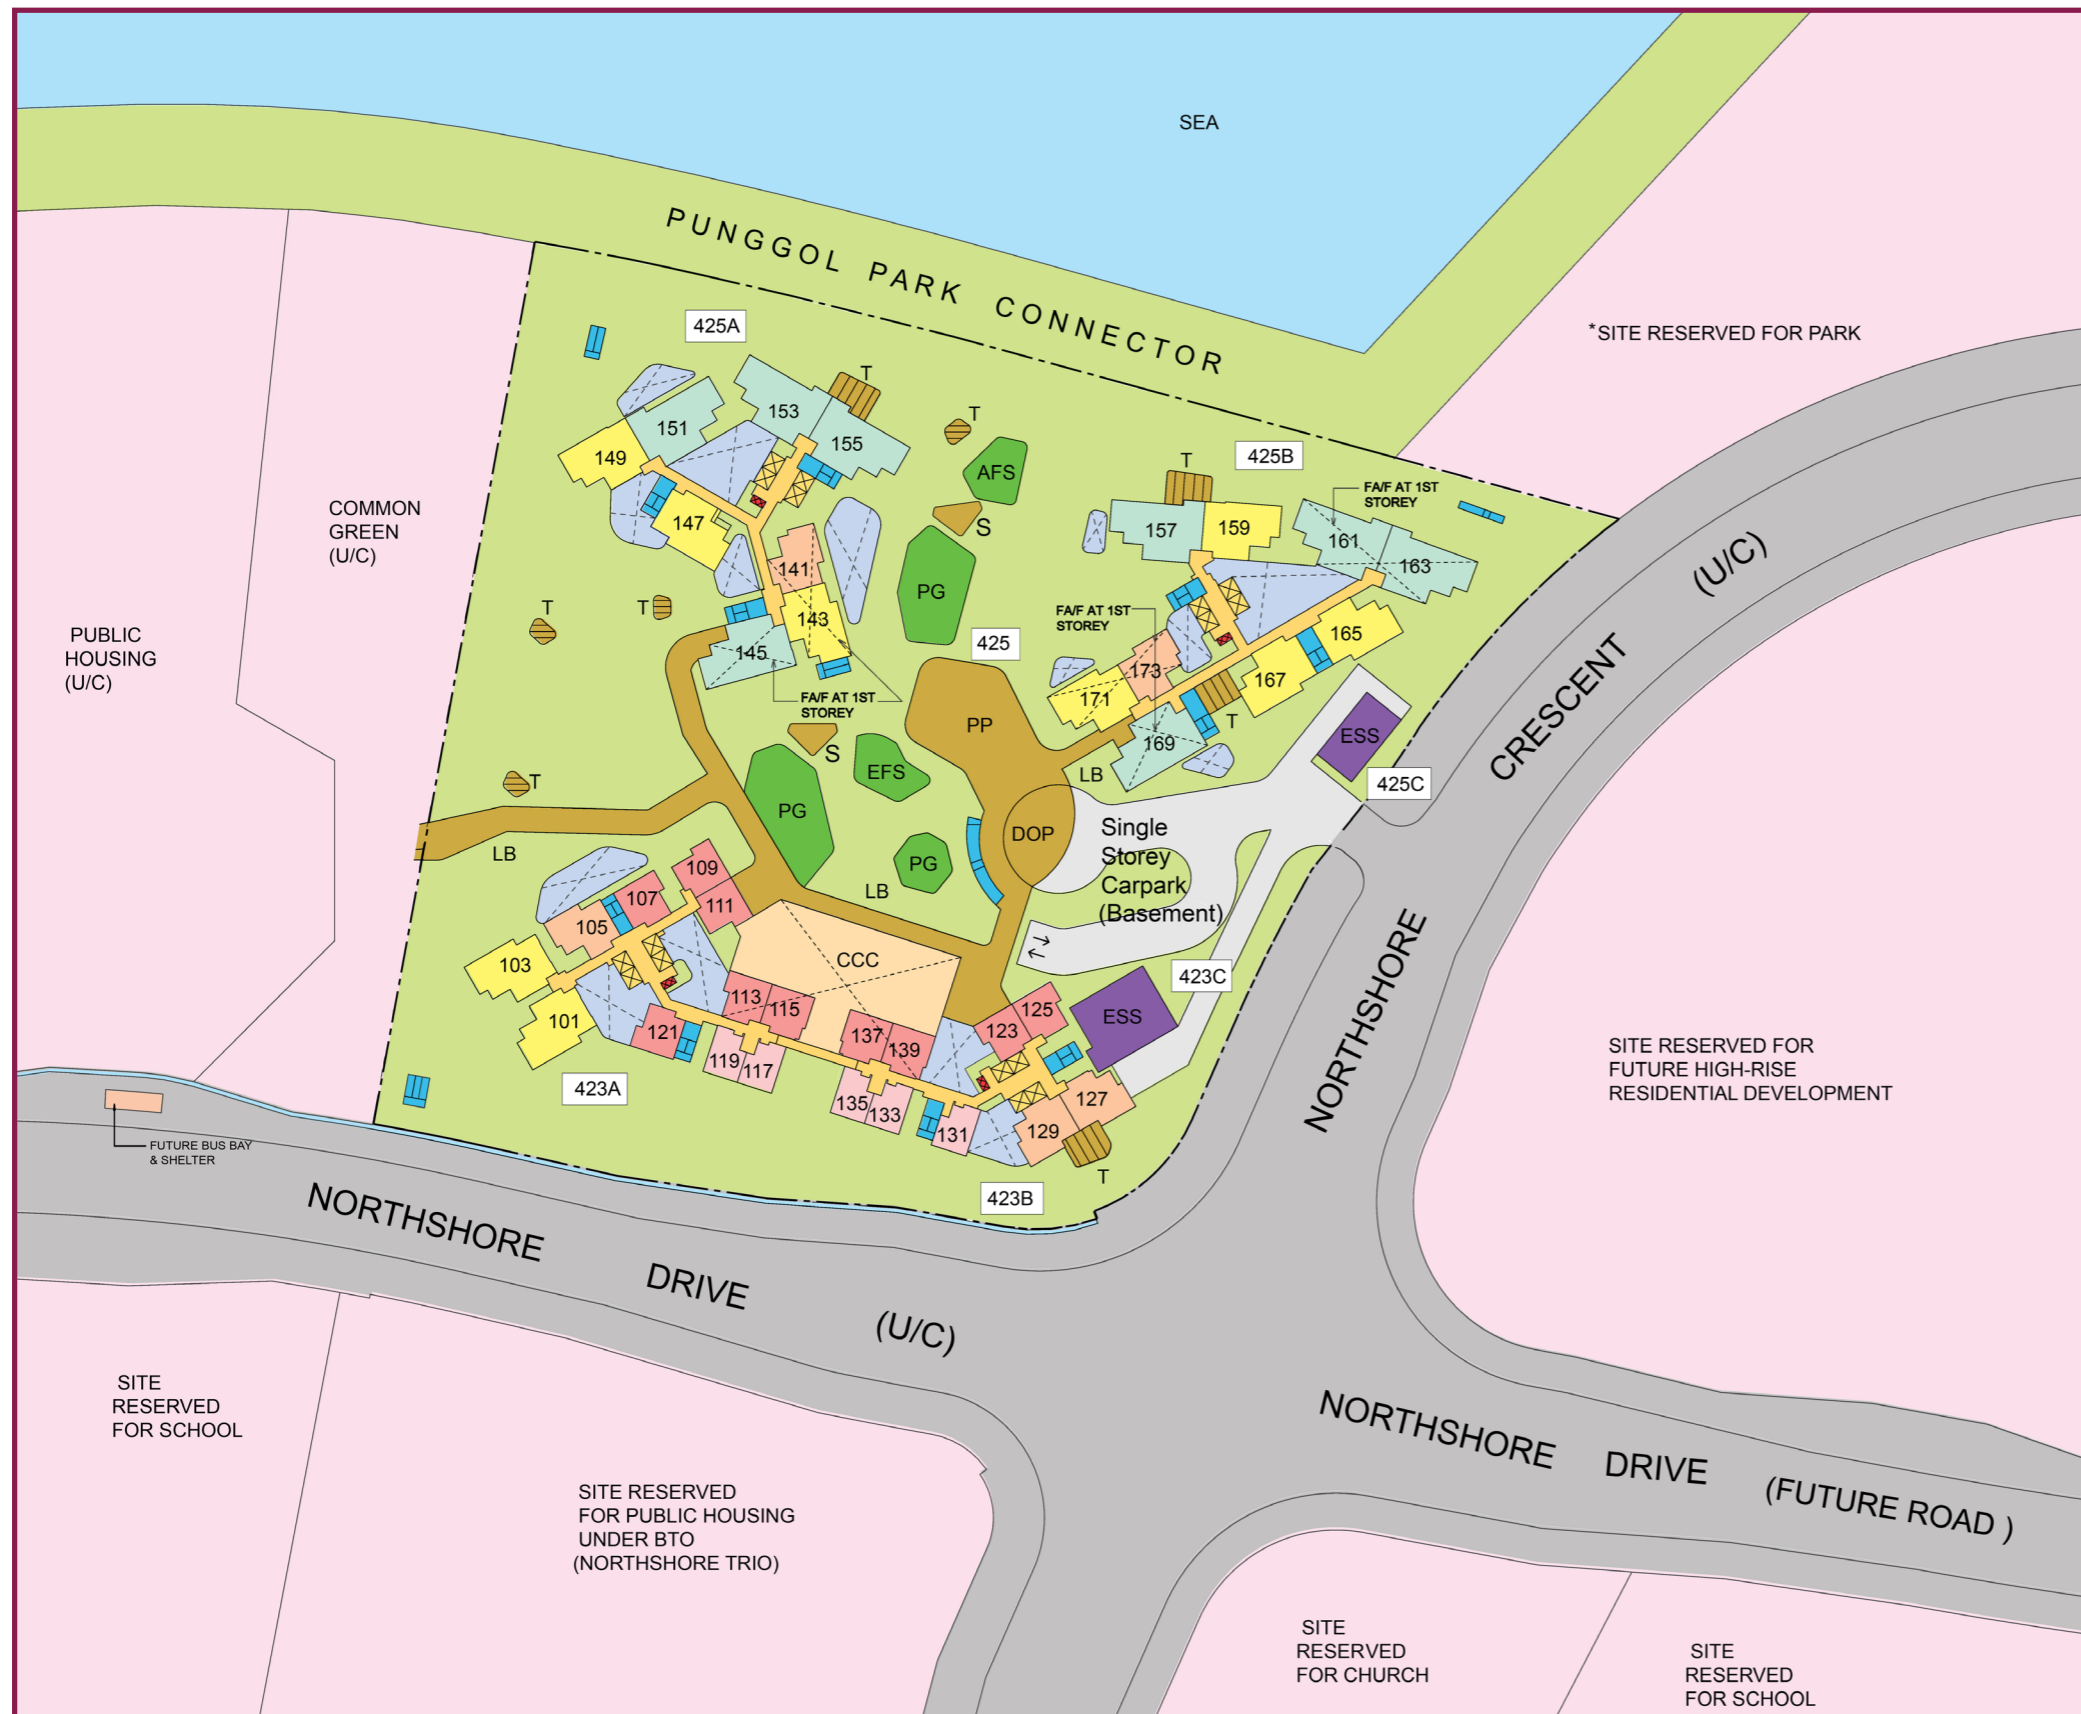 SEA
PUNGGOL PARK CONNECTOR
*SITE RESERVED FOR PARK
425A
T
153
155
151
149
147
T
AFS
S
PG
425B
T
157
159
FA/F AT 1ST
STOREY
161
163
COMMON
GREEN
(U/C)
(U/C)
141
143
145
T
T
FA/F AT 1ST
STOREY
425
FA/F AT 1ST
STOREY
165
167
173
171
169
T
PUBLIC
HOUSING
(U/C)
CRESCENT
PP
S
EFS
PG
T
LB
ESS
425C
DOP
Single
Storey
Carpark
(Basement)
LB
PG
LB
109
107
111
105
103
101
CCC
423C
113
115
121
119
117
137
139
123
125
ESS
NORTHSHORE
135
133
131
127
129
T
423A
423B
SITE RESERVED FOR
FUTURE HIGH-RISE
RESIDENTIAL DEVELOPMENT
FUTURE BUS BAY
& SHELTER
NORTHSHORE DRIVE (U/C)
NORTHSHORE DRIVE (FUTURE ROAD )
SITE
RESERVED
FOR SCHOOL
SITE RESERVED
FOR PUBLIC HOUSING
UNDER BTO
(NORTHSHORE TRIO)
SITE
RESERVED
FOR CHURCH
SITE
RESERVED
FOR SCHOOL